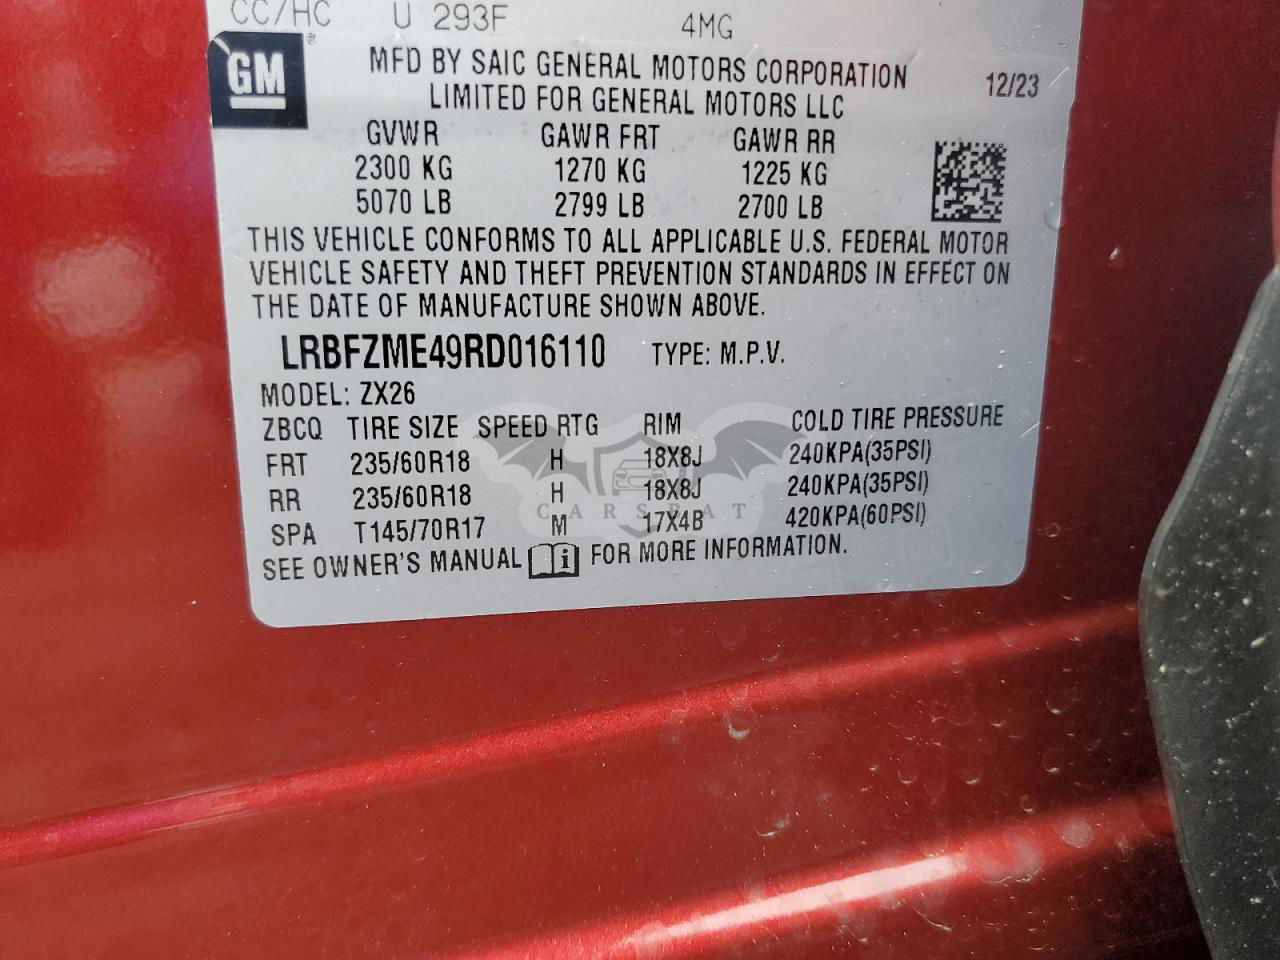 CC/HC U 293F 4MG
GM ®
MFD BY SAIC GENERAL MOTORS CORPORATION 12/23
LIMITED FOR GENERAL MOTORS LLC
GVWR GAWR FRT GAWR RR
2300 KG 1270 KG 1225 KG
5070 LB 2799 LB 2700 LB
THIS VEHICLE CONFORMS TO ALL APPLICABLE U.S. FEDERAL MOTOR
VEHICLE SAFETY AND THEFT PREVENTION STANDARDS IN EFFECT ON
THE DATE OF MANUFACTURE SHOWN ABOVE.
LRBFZME49RD016110 TYPE: M.P.V.
MODEL: ZX26
ZBCQ TIRE SIZE SPEED RTG RIM COLD TIRE PRESSURE
FRT 235/60R18 H 18X8J 240KPA(35PSI)
RR 235/60R18 H 18X8J 240KPA(35PSI)
CARSBAT
SPA T145/70R17 M 17X4B 420KPA(60PSI)
SEE OWNER'S MANUAL i FOR MORE INFORMATION.